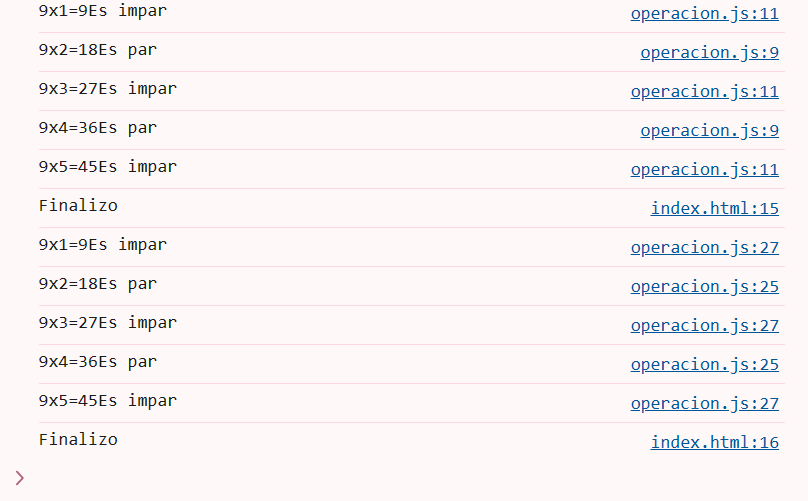 9x1=9Es impar operacion.js:11
9x2=18Es par operacion.js:9
9x3=27Es impar operacion.js:11
9x4=36Es par operacion.js:9
9x5=45Es impar operacion.js:11
Finalizo index.html:15
9x1=9Es impar operacion.js:27
9x2=18Es par operacion.js:25
9x3=27Es impar operacion.js:27
9x4=36Es par operacion.js:25
9x5=45Es impar operacion.js:27
Finalizo index.html:16